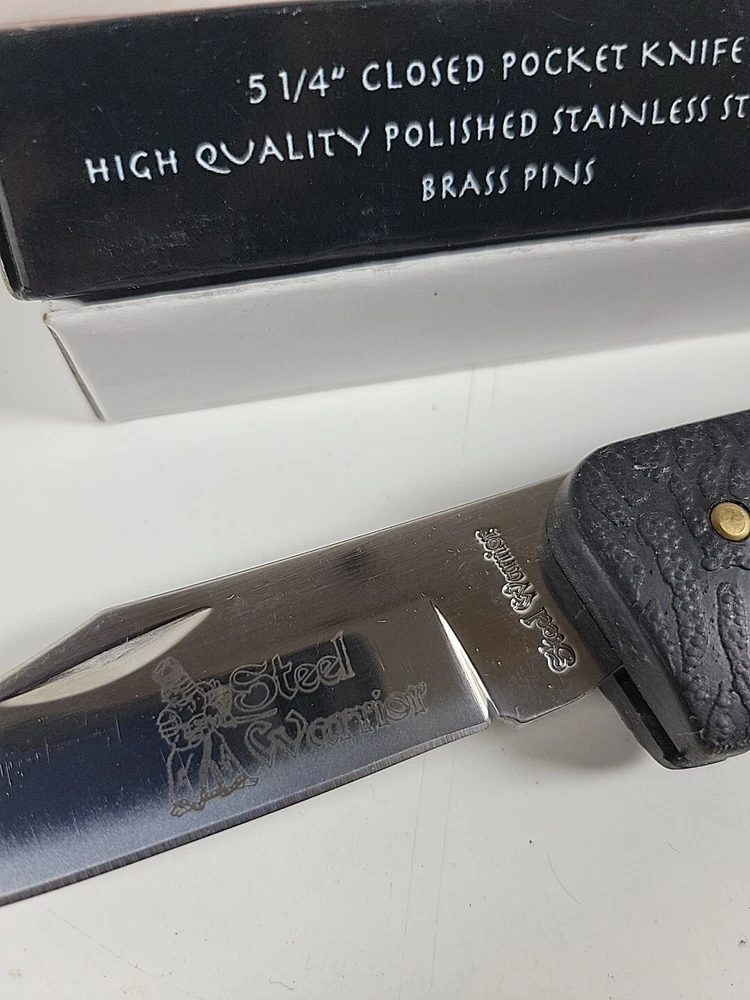 5 1/4" CLOSED POCKET KNIFE
HIGH QUALITY POLISHED STAINLESS ST
BRASS PINS
Steel Warrior
Steel
Warrior